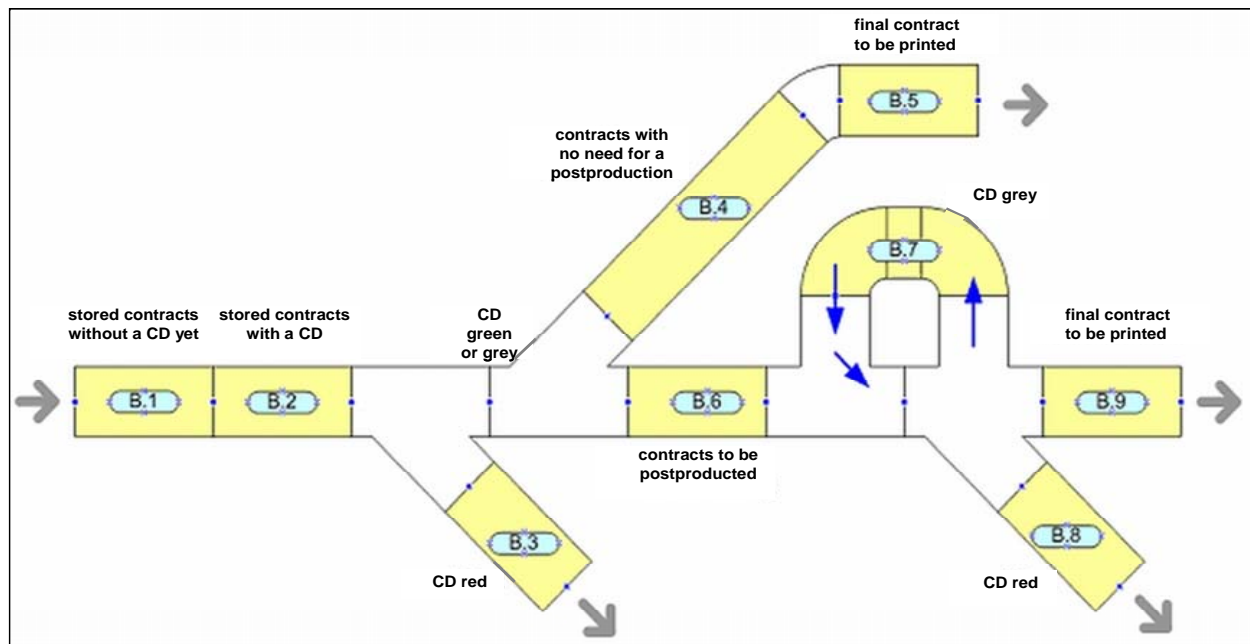 final contract
to be printed
B.5
contracts with
no need for a
postproduction
B.4
CD grey
B.7
stored contracts
without a CD yet
stored contracts
with a CD
CD
green
or grey
final contract
to be printed
B.1
B.2
B.6
B.9
contracts to be
postproducted
B.3
CD red
B.8
CD red